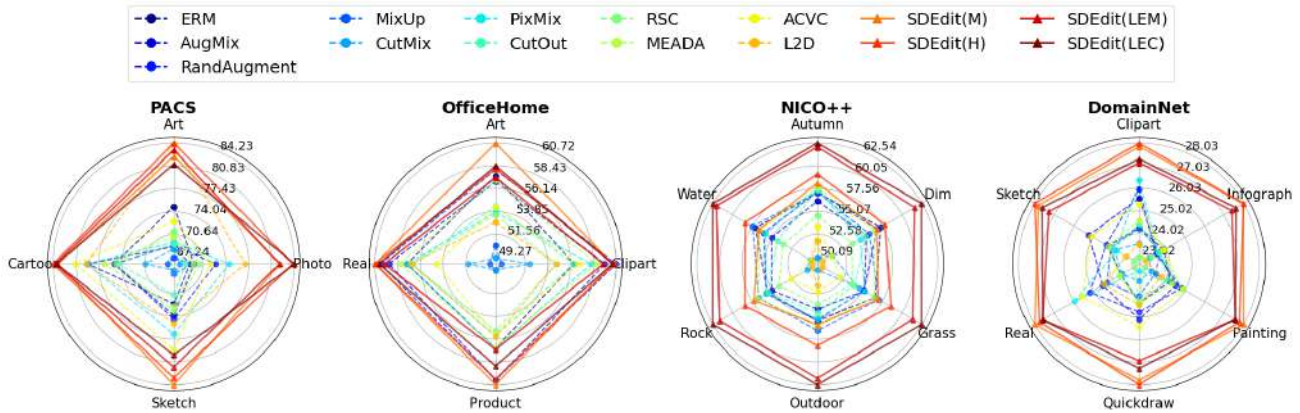 ERM MixUp PixMix RSC ACVC SDEdit(M) SDEdit(LEM)
AugMix CutMix CutOut MEADA L2D SDEdit(H) SDEdit(LEC)
RandAugment
PACS OfficeHome NICO++ DomainNet
Art Art Autumn Clipart
84.23 60.72 62.54 28.03
80.83 58.43 60.05 27.03
77.43 56.14 57.56 26.03
74.04 53.85 55.07 25.02
70.64 51.56 52.58 24.02
67.24 49.27 50.09 23.02
Water Dim Sketch Infograph
Cartoon Photo Real Clipart
Rock Grass Real Painting
Sketch Product Outdoor Quickdraw